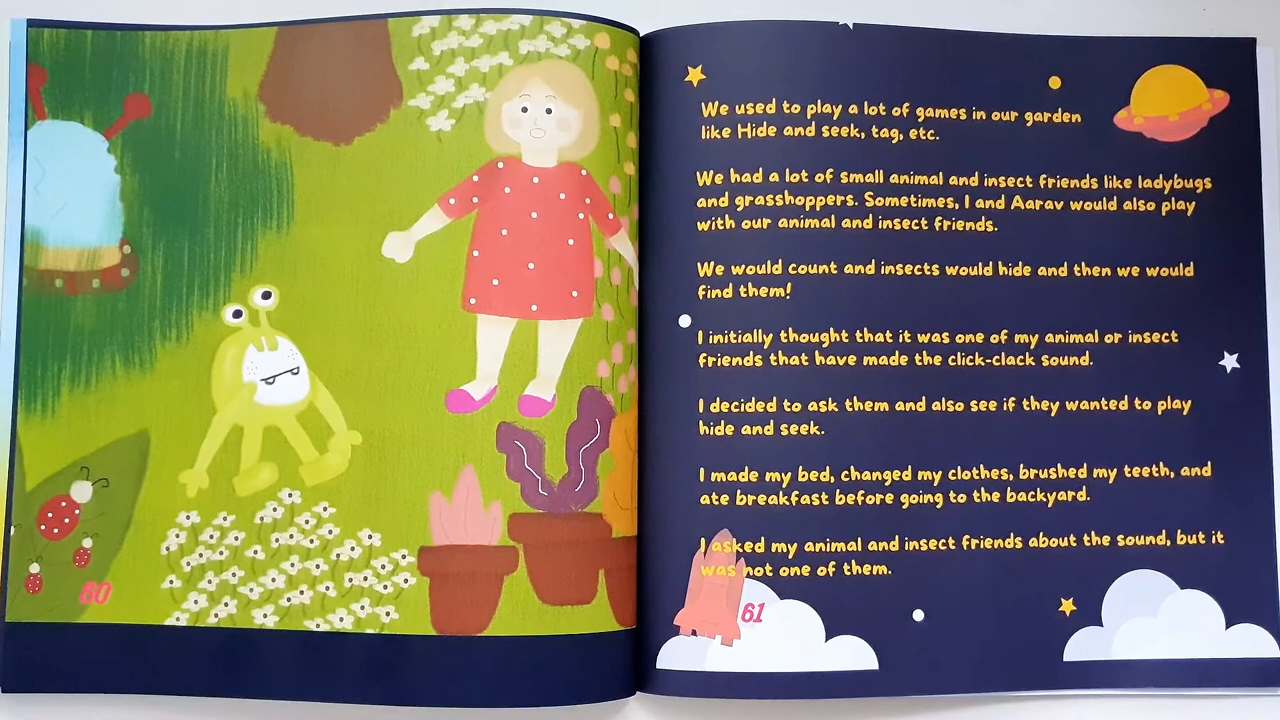 60
We used to play a lot of games in our garden
like Hide and seek, tag, etc.
We had a lot of small animal and insect friends like ladybugs
and grasshoppers. Sometimes, I and Aarav would also play
with our animal and insect friends.
We would count and insects would hide and then we would
find them!
I initially thought that it was one of my animal or insect
friends that have made the click-clack sound.
I decided to ask them and also see if they wanted to play
hide and seek.
I made my bed, changed my clothes, brushed my teeth, and
ate breakfast before going to the backyard.
I asked my animal and insect friends about the sound, but it
was not one of them.
61